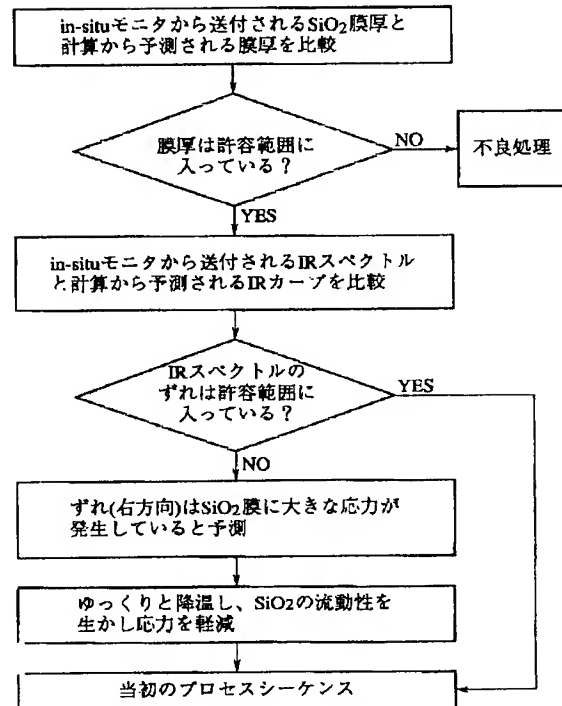 in-situモニタから送付されるSiO₂膜厚と
計算から予測される膜厚を比較
膜厚は許容範囲に
入っている？
NO
不良処理
YES
in-situモニタから送付されるIRスペクトル
と計算から予測されるIRカーブを比較
IRスペクトルの
ずれは許容範囲に
入っている？
YES
NO
ずれ(右方向)はSiO₂膜に大きな応力が
発生していると予測
ゆっくりと降温し、SiO₂の流動性を
生かし応力を軽減
当初のプロセスシーケンス